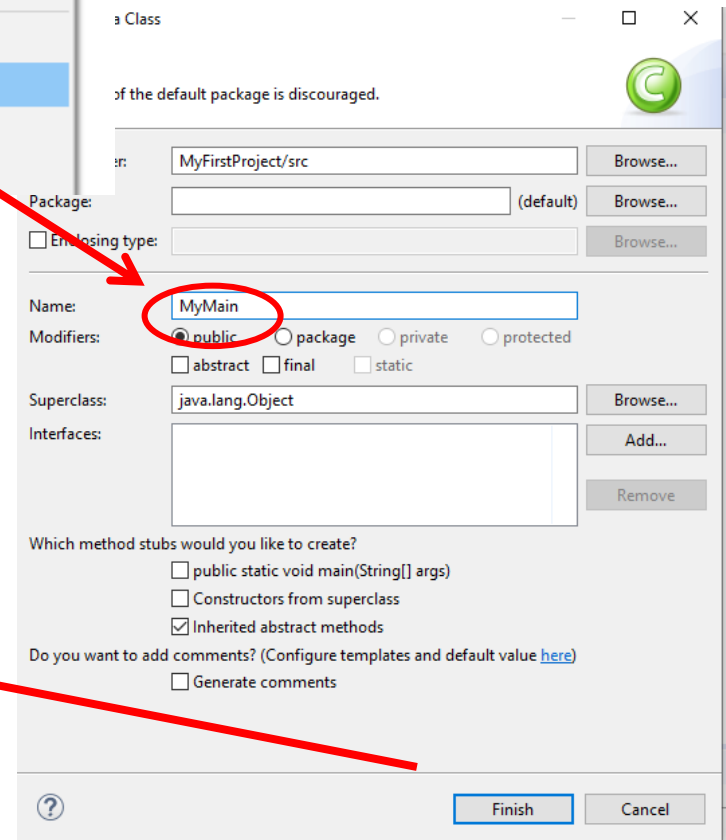 a Class
of the default package is discouraged.
er: MyFirstProject/src Browse...
Package: (default) Browse...
Enclosing type: Browse...
Name: MyMain
Modifiers: public package private protected
abstract final static
Superclass: java.lang.Object Browse...
Interfaces: Add...
Remove
Which method stubs would you like to create?
public static void main(String[] args)
Constructors from superclass
Inherited abstract methods
Do you want to add comments? (Configure templates and default value here)
Generate comments
? Finish Cancel